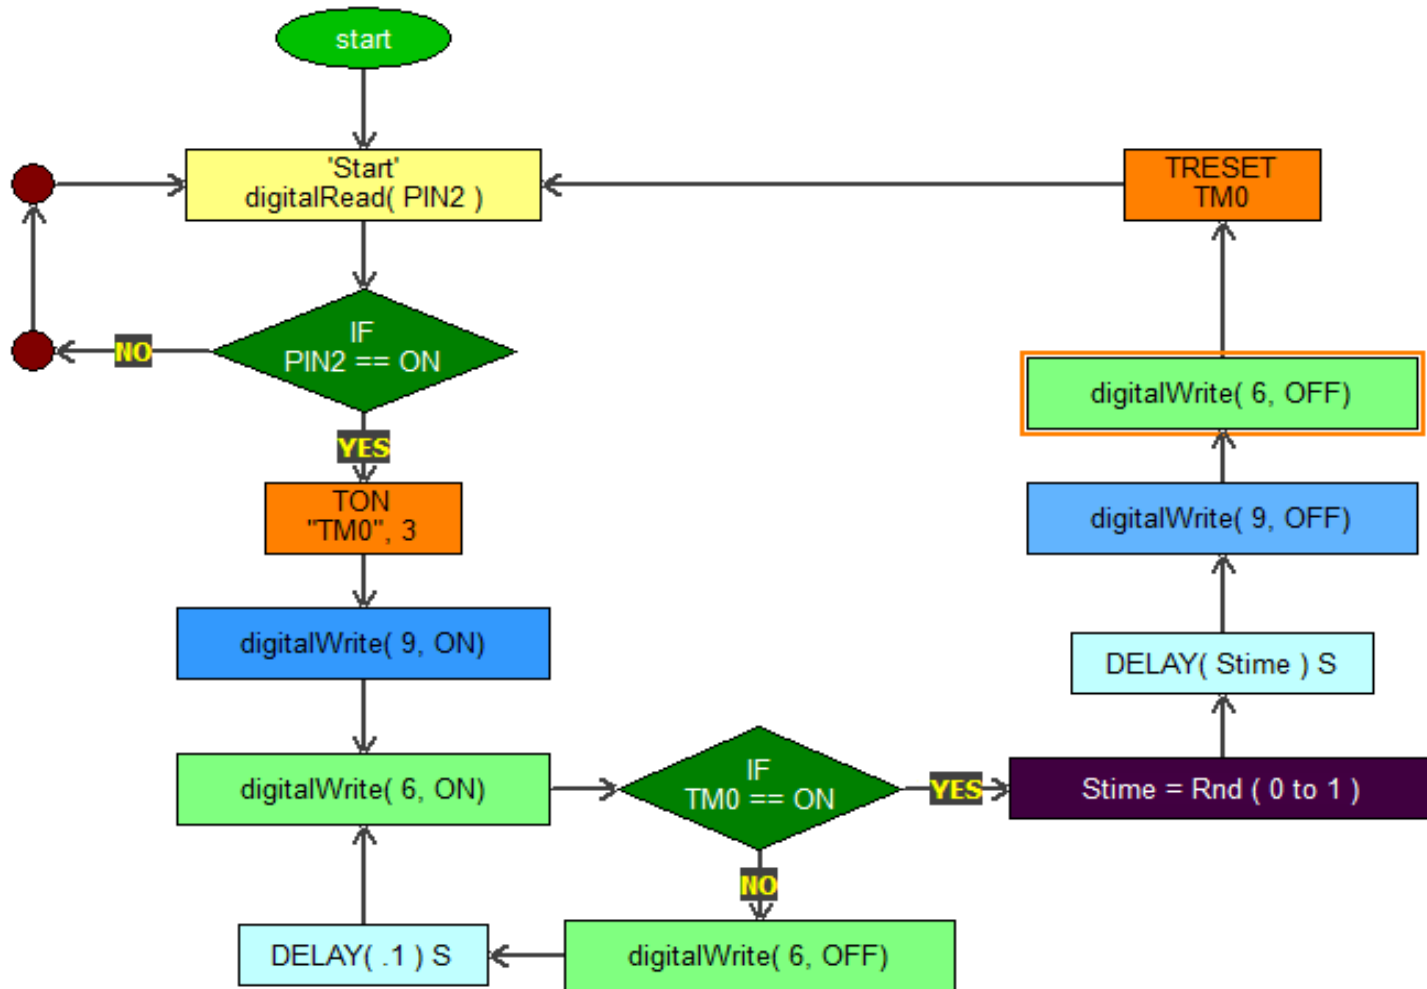 start
'Start'
digitalRead( PIN2 )
IF
PIN2 == ON
NO
YES
TON
"TM0", 3
digitalWrite( 9, ON)
digitalWrite( 6, ON)
IF
TM0 == ON
NO
digitalWrite( 6, OFF)
DELAY( .1 ) S
YES
Stime = Rnd ( 0 to 1 )
DELAY( Stime ) S
digitalWrite( 9, OFF)
digitalWrite( 6, OFF)
TRESET
TM0